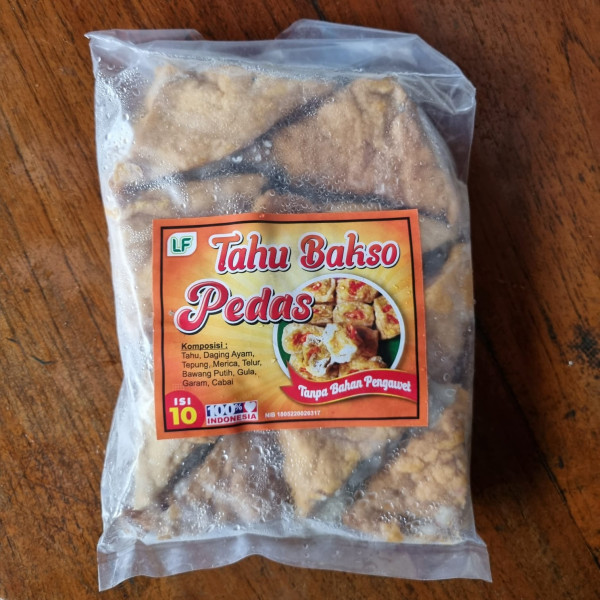 LF
Tahu Bakso
Pedas
Komposisi :
Tahu, Daging Ayam,
Tepung, Merica, Telur,
Bawang Putih, Gula,
Garam, Cabai
Tanpa Bahan Pengawet
ISI
10
100%
INDONESIA